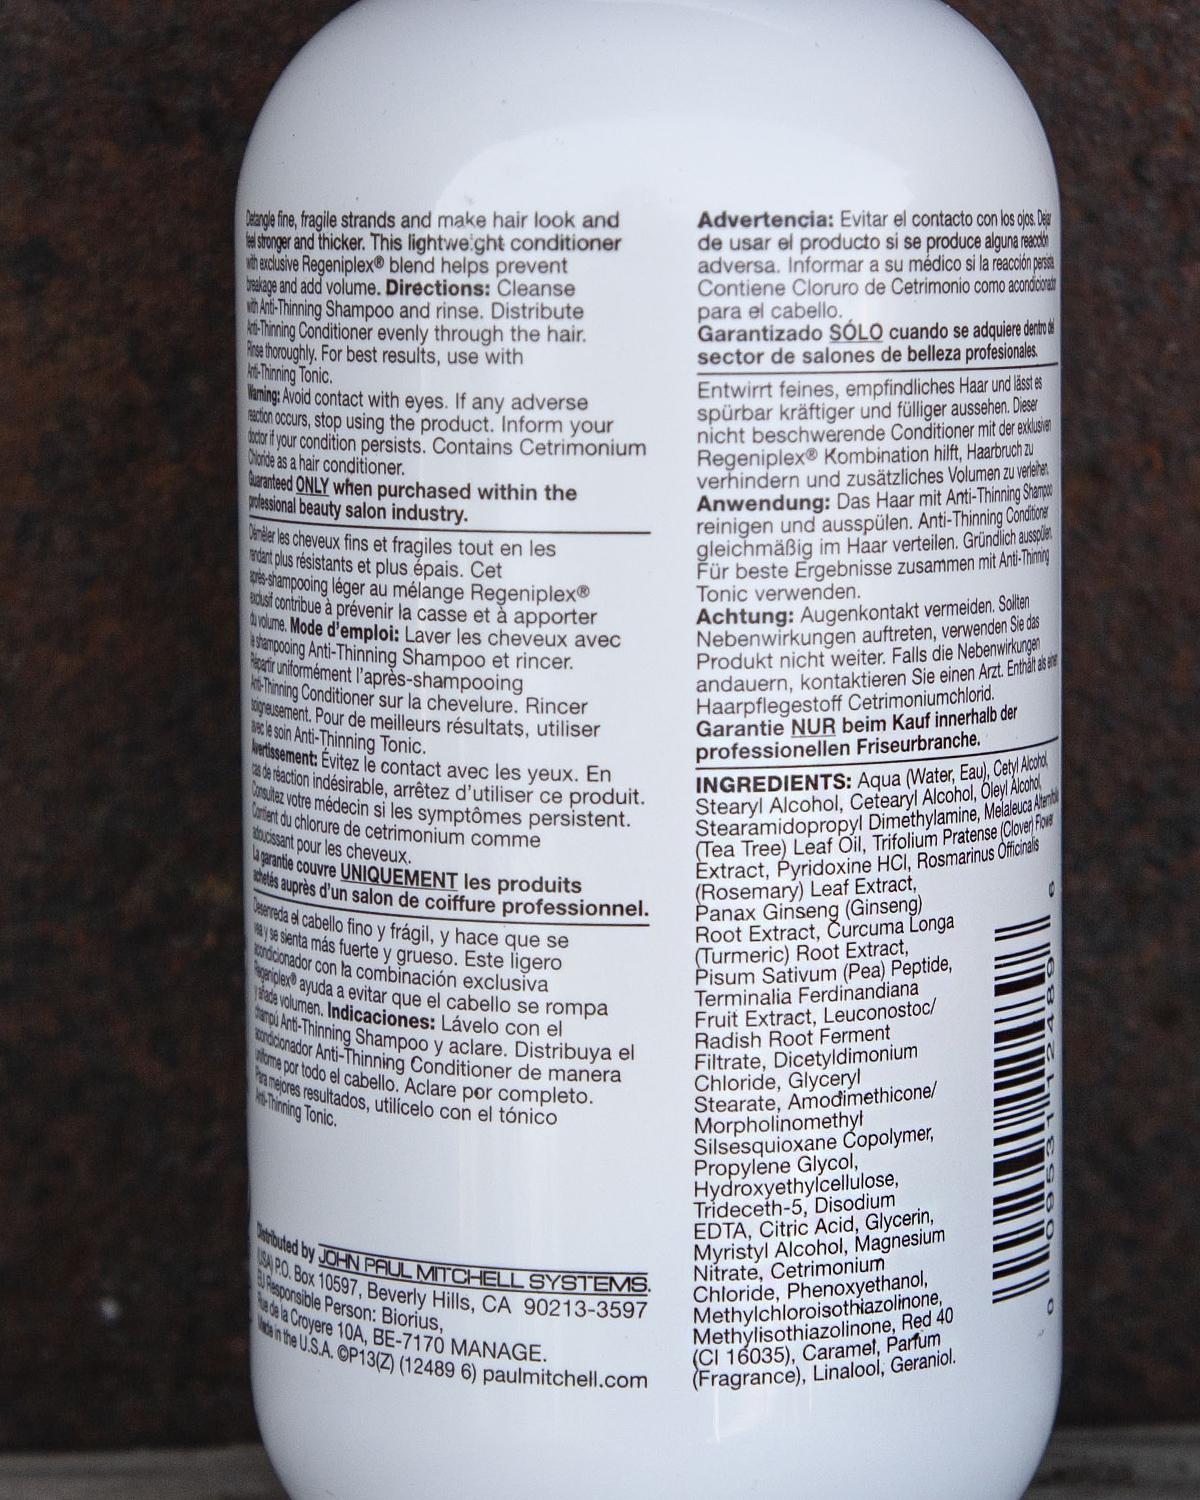 Detangle fine, fragile strands and make hair look and
feel stronger and thicker. This lightweight conditioner
with exclusive Regeniplex® blend helps prevent
breakage and add volume. Directions: Cleanse
with Anti-Thinning Shampoo and rinse. Distribute
Anti-Thinning Conditioner evenly through the hair.
Rinse thoroughly. For best results, use with
Anti-Thinning Tonic.
Warning: Avoid contact with eyes. If any adverse
reaction occurs, stop using the product. Inform your
doctor if your condition persists. Contains Cetrimonium
Chloride as a hair conditioner.
Guaranteed ONLY when purchased within the
professional beauty salon industry.
Démêler les cheveux fins et fragiles tout en les
rendant plus résistants et plus épais. Cet
après-shampooing léger au mélange Regeniplex®
exclusif contribue à prévenir la casse et à apporter
du volume. Mode d'emploi: Laver les cheveux avec
le shampooing Anti-Thinning Shampoo et rincer.
Répartir uniformément l'après-shampooing
Anti-Thinning Conditioner sur la chevelure. Rincer
soigneusement. Pour de meilleurs résultats, utiliser
avec le soin Anti-Thinning Tonic.
Avertissement: Évitez le contact avec les yeux. En
cas de réaction indésirable, arrêtez d'utiliser ce produit.
Consultez votre médecin si les symptômes persistent.
Contient du chlorure de cetrimonium comme
adoucissant pour les cheveux.
La garantie couvre UNIQUEMENT les produits
achetés auprès d'un salon de coiffure professionnel.
Desenreda el cabello fino y frágil, y hace que se
vea y se sienta más fuerte y grueso. Este ligero
acondicionador con la combinación exclusiva
Regeniplex® ayuda a evitar que el cabello se rompa
y añade volumen. Indicaciones: Lávelo con el
champú Anti-Thinning Shampoo y aclare. Distribuya el
acondicionador Anti-Thinning Conditioner de manera
uniforme por todo el cabello. Aclare por completo.
Para mejores resultados, utilícelo con el tónico
Anti-Thinning Tonic.
Distributed by JOHN PAUL MITCHELL SYSTEMS.
(USA) P.O. Box 10597, Beverly Hills, CA 90213-3597
EU Responsible Person: Biorius,
Rue de la Croyere 10A, BE-7170 MANAGE.
Made in the U.S.A. ©P13(Z) (12489 6) paulmitchell.com
Advertencia: Evitar el contacto con los ojos. Dejar
de usar el producto si se produce alguna reacción
adversa. Informar a su médico si la reacción persista.
Contiene Cloruro de Cetrimonio como acondicionador
para el cabello.
Garantizado SÓLO cuando se adquiere dentro del
sector de salones de belleza profesionales.
Entwirrt feines, empfindliches Haar und lässt es
spürbar kräftiger und fülliger aussehen. Dieser
nicht beschwerende Conditioner mit der exklusiven
Regeniplex® Kombination hilft, Haarbruch zu
verhindern und zusätzliches Volumen zu verleihen.
Anwendung: Das Haar mit Anti-Thinning Shampoo
reinigen und ausspülen. Anti-Thinning Conditioner
gleichmäßig im Haar verteilen. Gründlich ausspülen.
Für beste Ergebnisse zusammen mit Anti-Thinning
Tonic verwenden.
Achtung: Augenkontakt vermeiden. Sollten
Nebenwirkungen auftreten, verwenden Sie das
Produkt nicht weiter. Falls die Nebenwirkungen
andauern, kontaktieren Sie einen Arzt. Enthält als einen
Haarpflegestoff Cetrimoniumchlorid.
Garantie NUR beim Kauf innerhalb der
professionellen Friseurbranche.
INGREDIENTS: Aqua (Water, Eau), Cetyl Alcohol,
Stearyl Alcohol, Cetearyl Alcohol, Oleyl Alcohol,
Stearamidopropyl Dimethylamine, Melaleuca Alternifolia
(Tea Tree) Leaf Oil, Trifolium Pratense (Clover) Flower
Extract, Pyridoxine HCI, Rosmarinus Officinalis
(Rosemary) Leaf Extract,
Panax Ginseng (Ginseng)
Root Extract, Curcuma Longa
(Turmeric) Root Extract,
Pisum Sativum (Pea) Peptide,
Terminalia Ferdinandiana
Fruit Extract, Leuconostoc/
Radish Root Ferment
Filtrate, Dicetyldimonium
Chloride, Glyceryl
Stearate, Amodimethicone/
Morpholinomethyl
Silsesquioxane Copolymer,
Propylene Glycol,
Hydroxyethylcellulose,
Trideceth-5, Disodium
EDTA, Citric Acid, Glycerin,
Myristyl Alcohol, Magnesium
Nitrate, Cetrimonium
Chloride, Phenoxyethanol,
Methylchloroisothiazolinone,
Methylisothiazolinone, Red 40
(CI 16035), Caramel, Parfum
(Fragrance), Linalool, Geraniol.
0 09531 12489 6